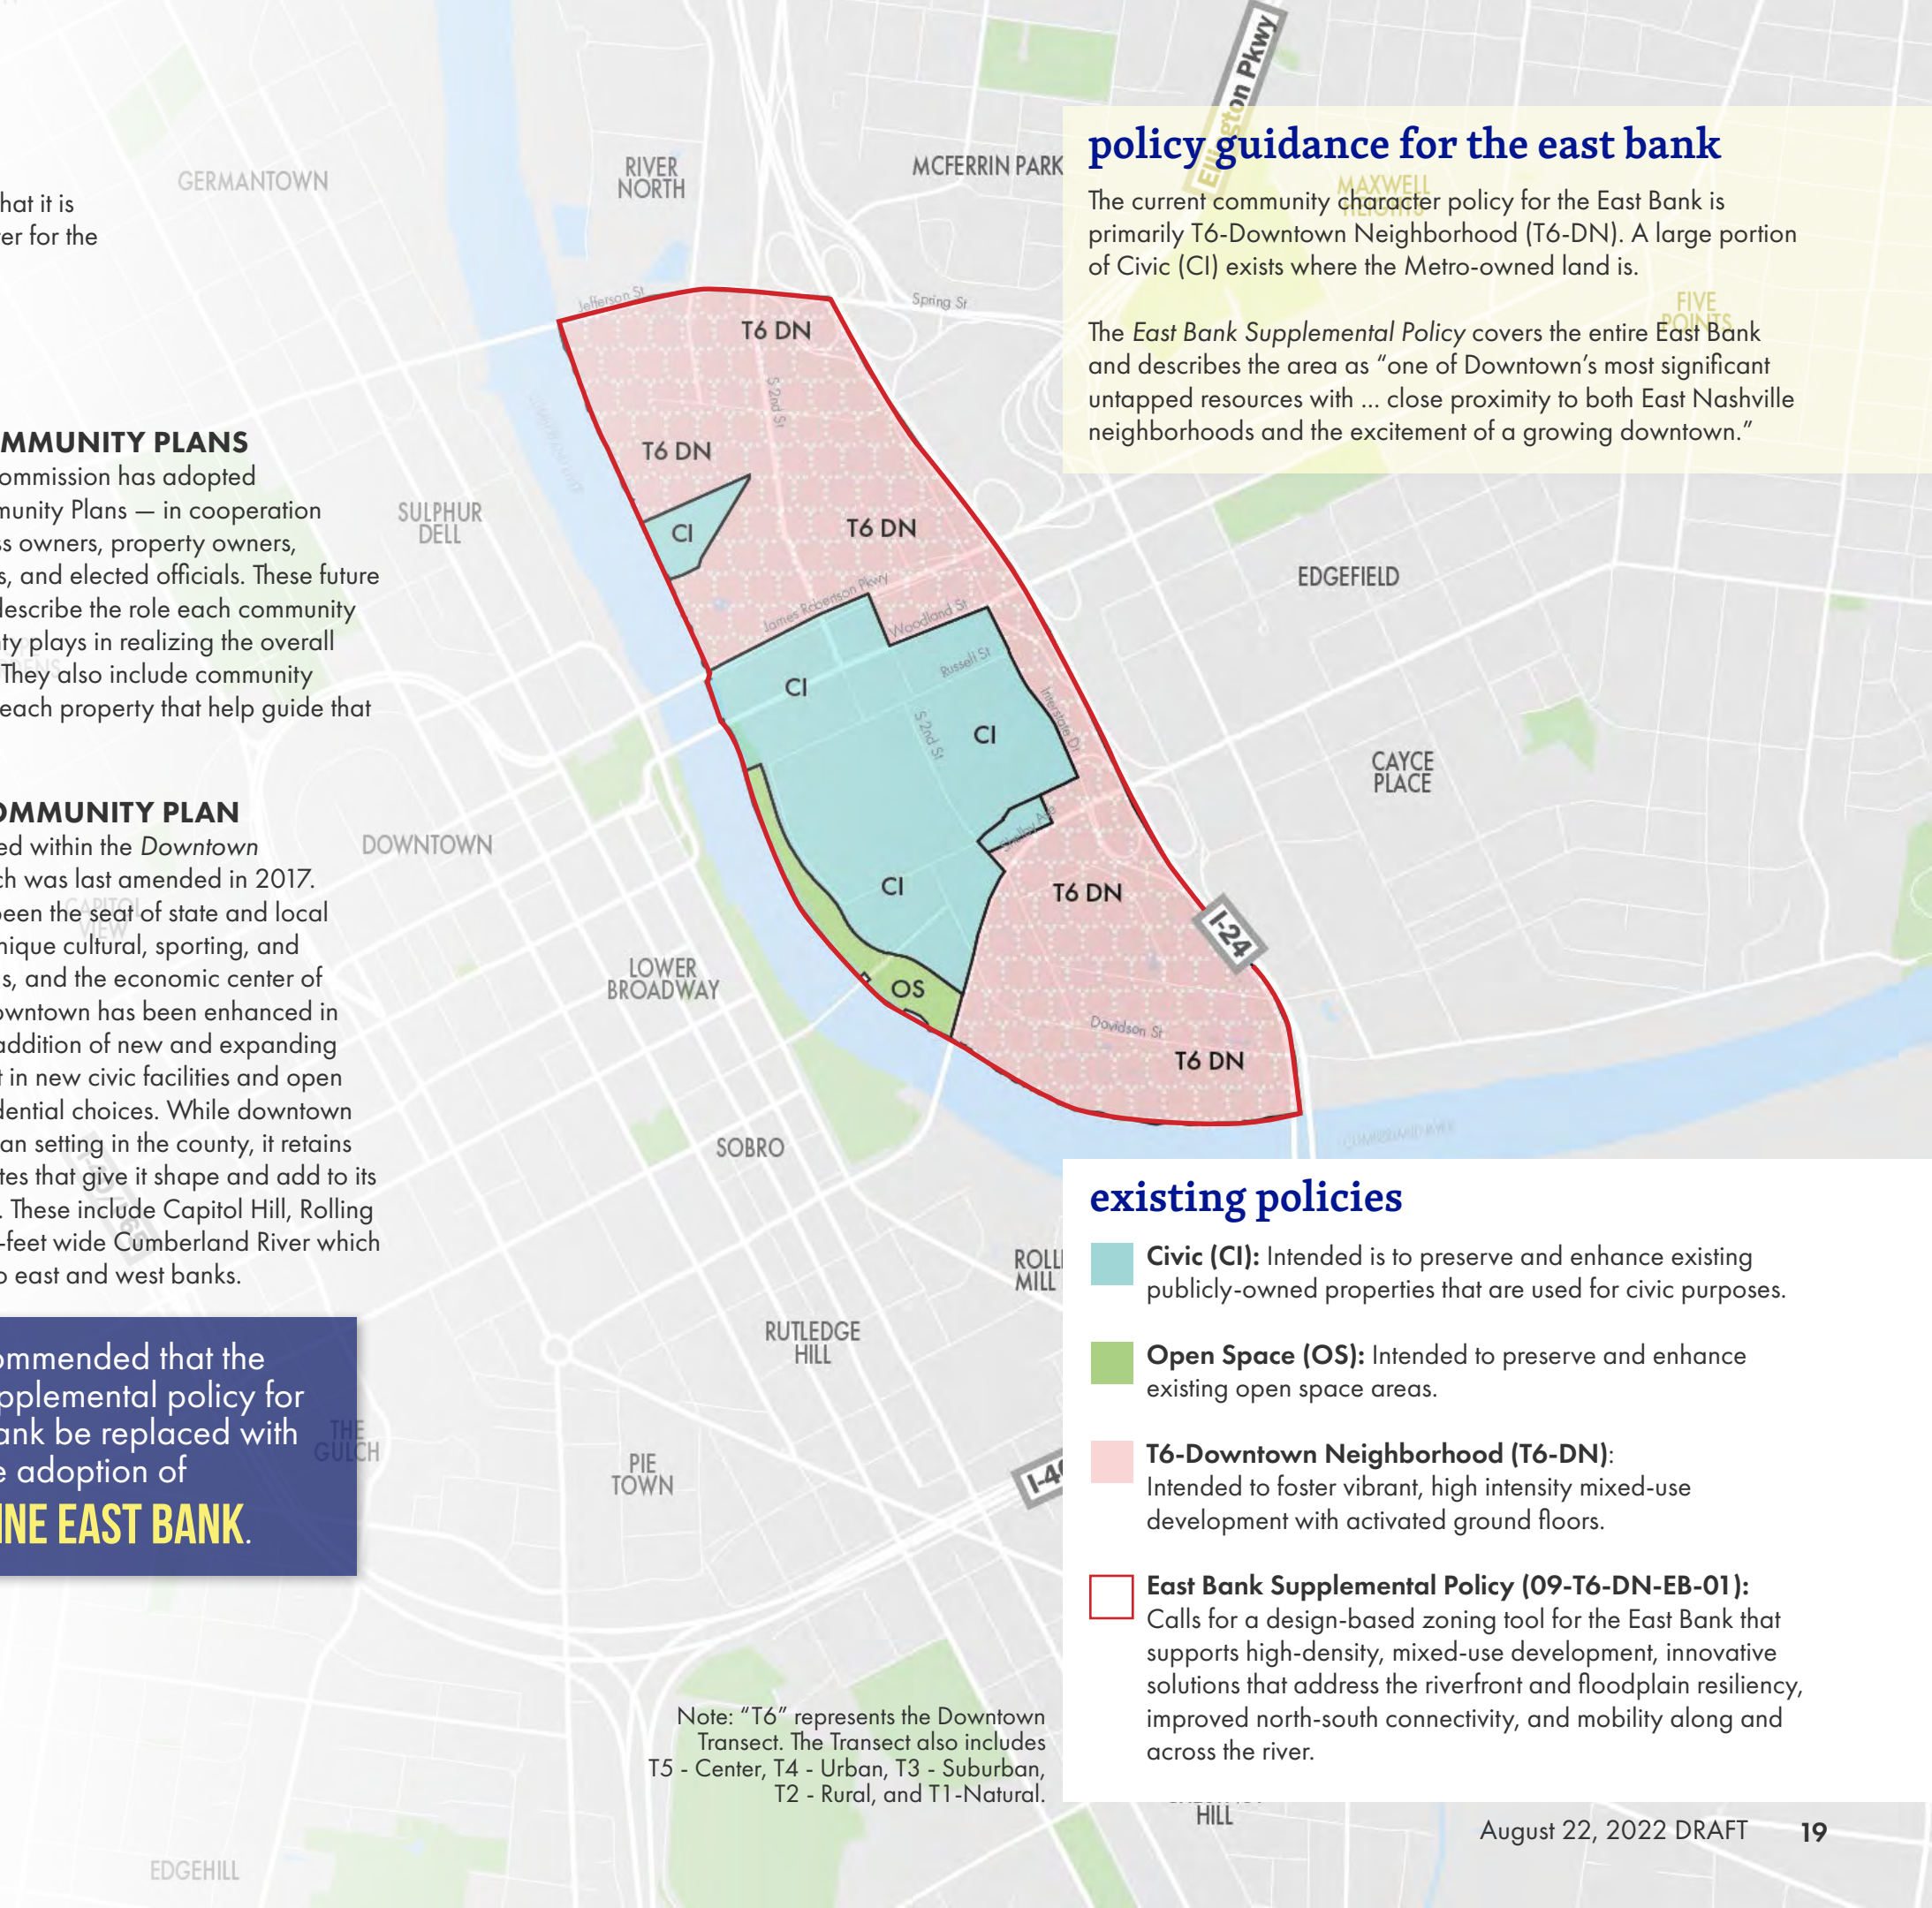 hat it is
er for the
MMUNITY PLANS
ommission has adopted
munity Plans — in cooperation
ss owners, property owners,
s, and elected officials. These future
describe the role each community
ty plays in realizing the overall
They also include community
each property that help guide that
OMMUNITY PLAN
ed within the Downtown
ch was last amended in 2017.
been the seat of state and local
nique cultural, sporting, and
s, and the economic center of
owntown has been enhanced in
addition of new and expanding
t in new civic facilities and open
dential choices. While downtown
an setting in the county, it retains
tes that give it shape and add to its
. These include Capitol Hill, Rolling
-feet wide Cumberland River which
o east and west banks.
ommended that the
pplemental policy for
ank be replaced with
e adoption of
INE EAST BANK.
GERMANTOWN
RIVER
NORTH
MCFERRIN PARK
Ellington Pkwy
Jefferson St
Spring St
T6 DN
S 2nd St
T6 DN
CI
T6 DN
SULPHUR
DELL
James Robertson Pkwy
Woodland St
Russell St
Interstate Dr
CI
S 2nd St
CI
Shelby Ave
CI
OS
T6 DN
I-24
Davidson St
T6 DN
CUMBERLAND RIVER
EDGEFIELD
CAYCE
PLACE
DOWNTOWN
CAPITOL
VIEW
LOWER
BROADWAY
SOBRO
ROLL
MILL
RUTLEDGE
HILL
THE
GULCH
PIE
TOWN
I-40
EDGEHILL
HILL
policy guidance for the east bank
MAXWELL
HEIGHTS
FIVE
POINTS
The current community character policy for the East Bank is
primarily T6-Downtown Neighborhood (T6-DN). A large portion
of Civic (CI) exists where the Metro-owned land is.
The East Bank Supplemental Policy covers the entire East Bank
and describes the area as “one of Downtown’s most significant
untapped resources with ... close proximity to both East Nashville
neighborhoods and the excitement of a growing downtown.”
existing policies
Civic (CI): Intended is to preserve and enhance existing
publicly-owned properties that are used for civic purposes.
Open Space (OS): Intended to preserve and enhance
existing open space areas.
T6-Downtown Neighborhood (T6-DN):
Intended to foster vibrant, high intensity mixed-use
development with activated ground floors.
East Bank Supplemental Policy (09-T6-DN-EB-01):
Calls for a design-based zoning tool for the East Bank that
supports high-density, mixed-use development, innovative
solutions that address the riverfront and floodplain resiliency,
improved north-south connectivity, and mobility along and
across the river.
Note: “T6” represents the Downtown
Transect. The Transect also includes
T5 - Center, T4 - Urban, T3 - Suburban,
T2 - Rural, and T1-Natural.
August 22, 2022 DRAFT 19